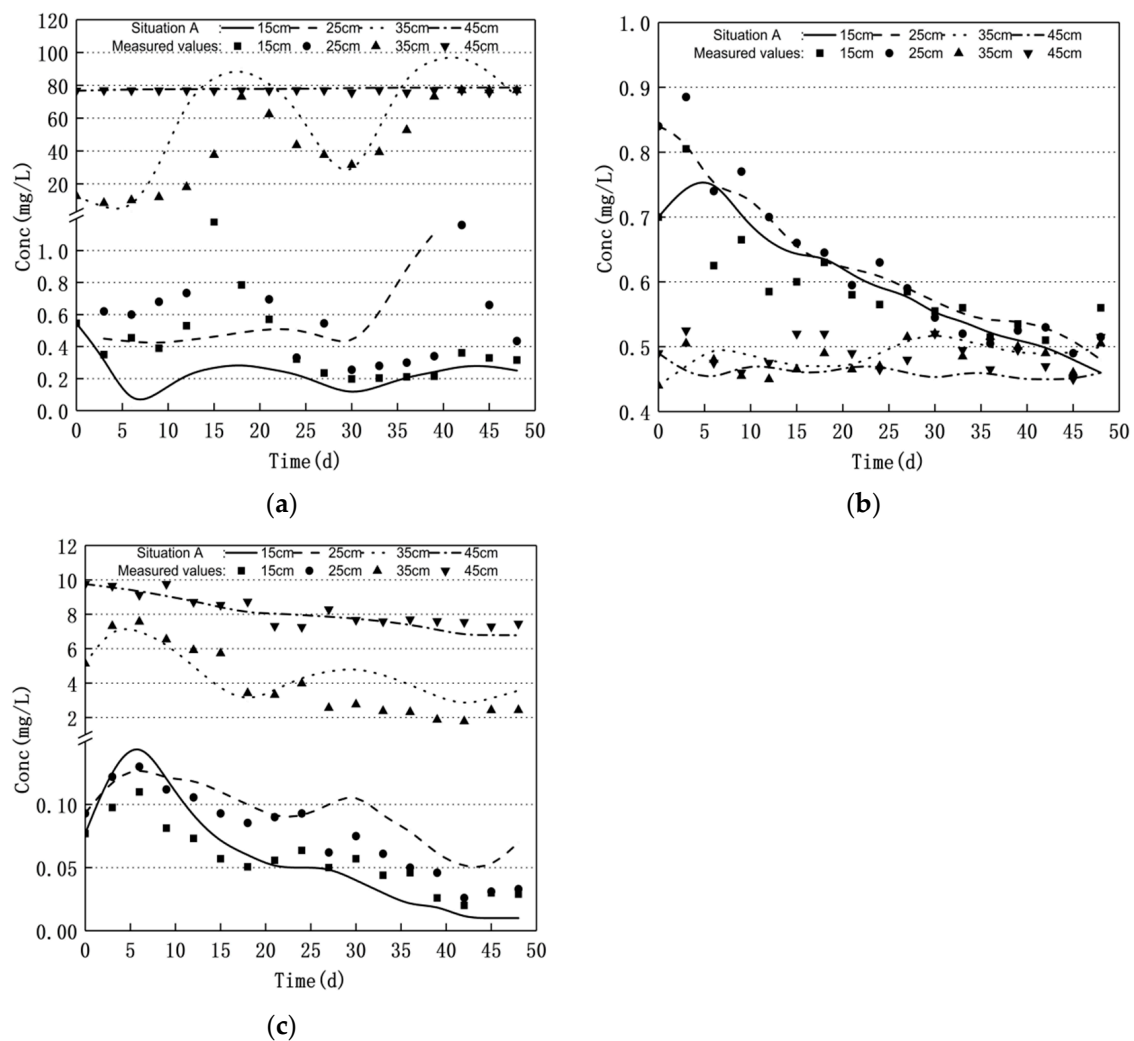 Situation A : 15cm 25cm 35cm 45cm
Measured values: 15cm 25cm 35cm 45cm
Conc(mg/L)
120
100
80
60
40
20
1.0
0.8
0.6
0.4
0.2
0.0
0 5 10 15 20 25 30 35 40 45 50
Time(d)
(a)
Situation A : 15cm 25cm 35cm 45cm
Measured values: 15cm 25cm 35cm 45cm
Conc(mg/L)
1.0
0.9
0.8
0.7
0.6
0.5
0.4
0 5 10 15 20 25 30 35 40 45 50
Time(d)
(b)
Situation A : 15cm 25cm 35cm 45cm
Measured values: 15cm 25cm 35cm 45cm
Conc(mg/L)
12
10
8
6
4
2
0.10
0.05
0.00
0 5 10 15 20 25 30 35 40 45 50
Time(d)
(c)